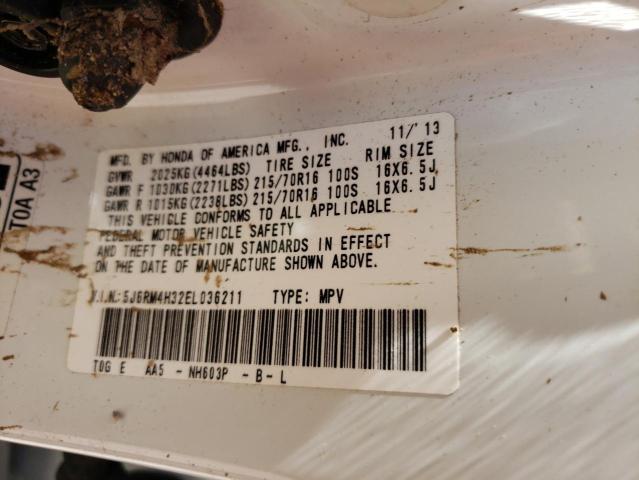 MFD. BY HONDA OF AMERICA MFG., INC. 11/'13
GVWR 2025KG(4464LBS) TIRE SIZE RIM SIZE
GAWR F 1030KG(2271LBS) 215/70R16 100S 16X6.5J
GAWR R 1015KG(2238LBS) 215/70R16 100S 16X6.5J
THIS VEHICLE CONFORMS TO ALL APPLICABLE
FEDERAL MOTOR VEHICLE SAFETY
AND THEFT PREVENTION STANDARDS IN EFFECT
ON THE DATE OF MANUFACTURE SHOWN ABOVE.
V.I.N.:5J6RM4H32EL036211 TYPE: MPV
TOG E AA5 - NH603P - B - L
TOA A3